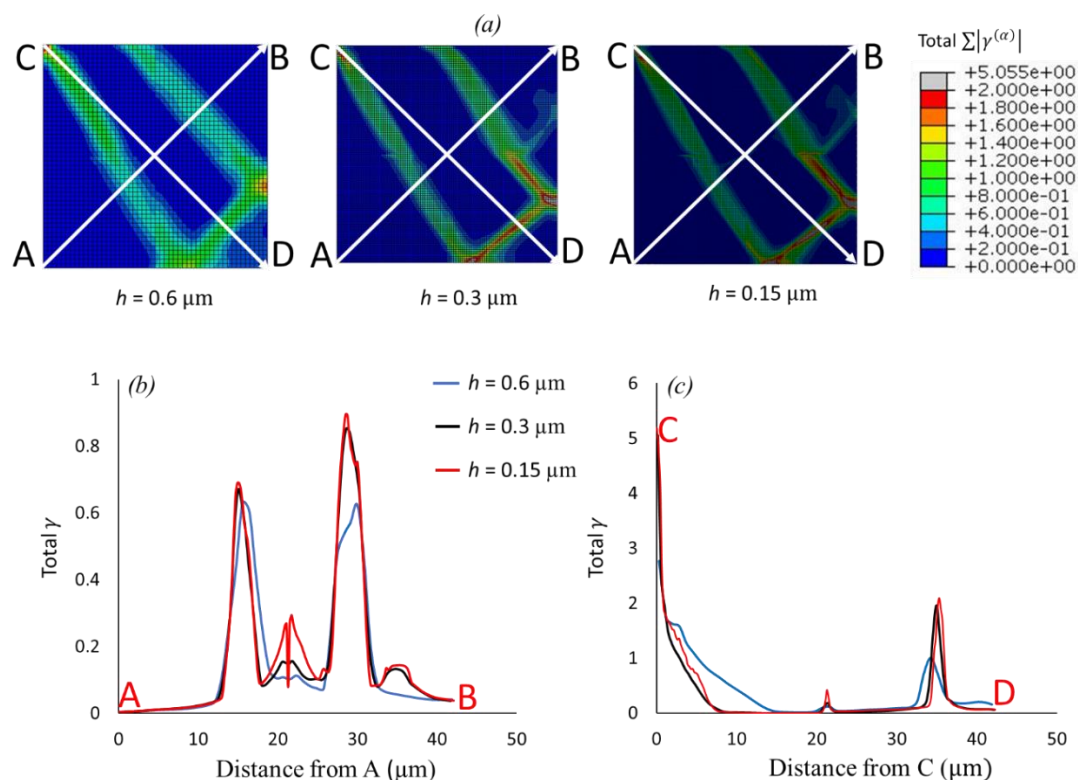 (a)
C
B
A
D
h = 0.6 μm
C
B
A
D
h = 0.3 μm
C
B
A
D
h = 0.15 μm
Total ∑|γ^(α)|
+5.055e+00
+2.000e+00
+1.800e+00
+1.600e+00
+1.400e+00
+1.200e+00
+1.000e+00
+8.000e-01
+6.000e-01
+4.000e-01
+2.000e-01
+0.000e+00
(b)
Total γ
1
0.8
0.6
0.4
0.2
0
0 10 20 30 40 50
Distance from A (μm)
A
B
h = 0.6 μm
h = 0.3 μm
h = 0.15 μm
(c)
Total γ
6
5
4
3
2
1
0
0 10 20 30 40 50
Distance from C (μm)
C
D